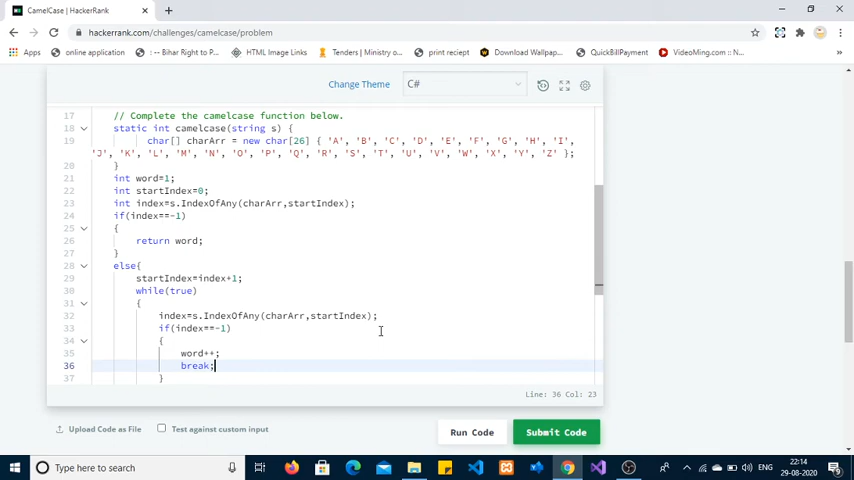 CamelCase | HackerRank
hackerrank.com/challenges/camelcase/problem
Apps online application : : -- Bihar Right to P... HTML Image Links Tenders | Ministry o... print reciept Download Wallpap... QuickBillPayment VideoMing.com ::N...
Change Theme C#
17 // Complete the camelcase function below.
18 static int camelcase(string s) {
19 char[] charArr = new char[26] { 'A', 'B', 'C', 'D', 'E', 'F', 'G', 'H', 'I',
'J', 'K', 'L', 'M', 'N', 'O', 'P', 'Q', 'R', 'S', 'T', 'U', 'V', 'W', 'X', 'Y', 'Z' };
20 }
21 int word=1;
22 int startIndex=0;
23 int index=s.IndexOfAny(charArr,startIndex);
24 if(index==-1)
25 {
26 return word;
27 }
28 else{
29 startIndex=index+1;
30 while(true)
31 {
32 index=s.IndexOfAny(charArr,startIndex);
33 if(index==-1)
34 {
35 word++;
36 break;
37 }
Line: 36 Col: 23
Upload Code as File Test against custom input Run Code Submit Code
Type here to search ENG 22:14
29-08-2020